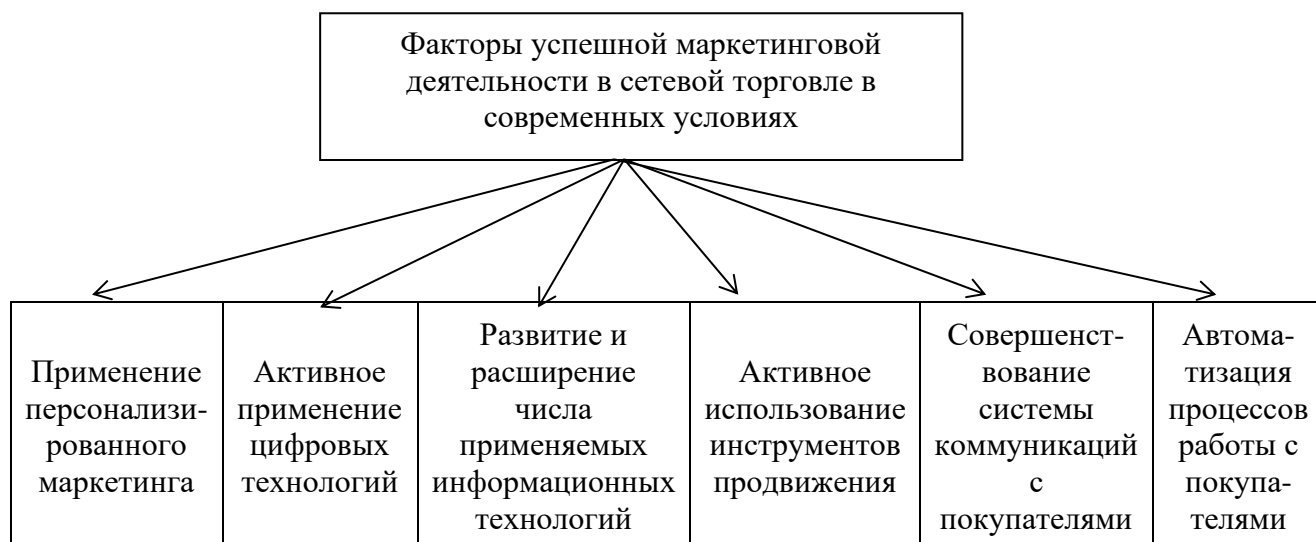 Факторы успешной маркетинговой
деятельности в сетевой торговле в
современных условиях
Применение
персонализи-
рованного
маркетинга
Активное
применение
цифровых
технологий
Развитие и
расширение
числа
применяемых
информационных
технологий
Активное
использование
инструментов
продвижения
Совершенст-
вование
системы
коммуникаций
с
покупателями
Автома-
тизация
процессов
работы с
покупа-
телями